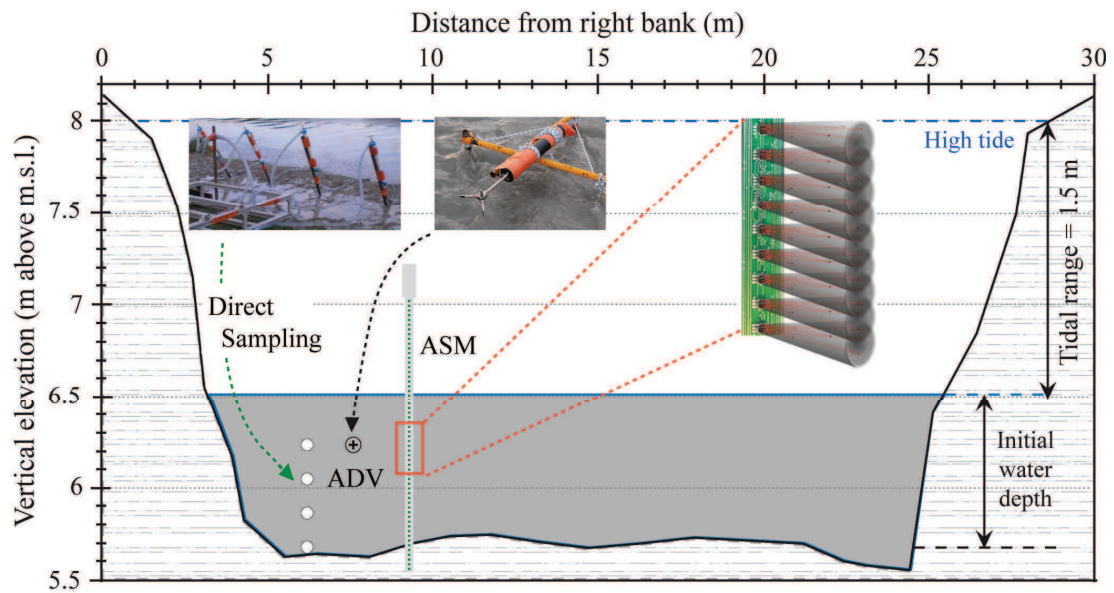 Distance from right bank (m)
0 5 10 15 20 25 30
Vertical elevation (m above m.s.l.)
8
7.5
7
6.5
6
5.5
High tide
Tidal range = 1.5 m
Direct
Sampling
ASM
ADV
Initial
water
depth